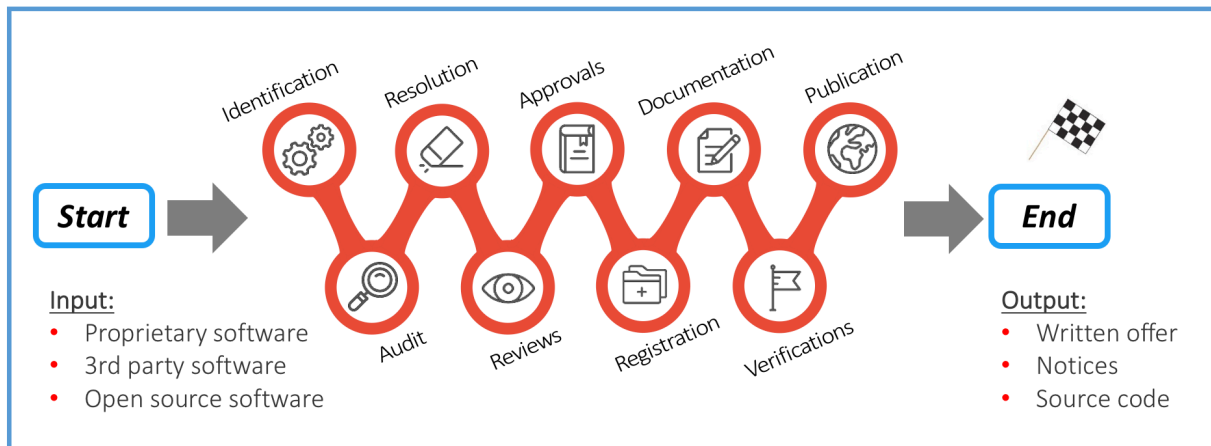 Identification
Resolution
Approvals
Documentation
Publication
Start
End
Audit
Reviews
Registration
Verifications
Input:
• Proprietary software
• 3rd party software
• Open source software
Output:
• Written offer
• Notices
• Source code